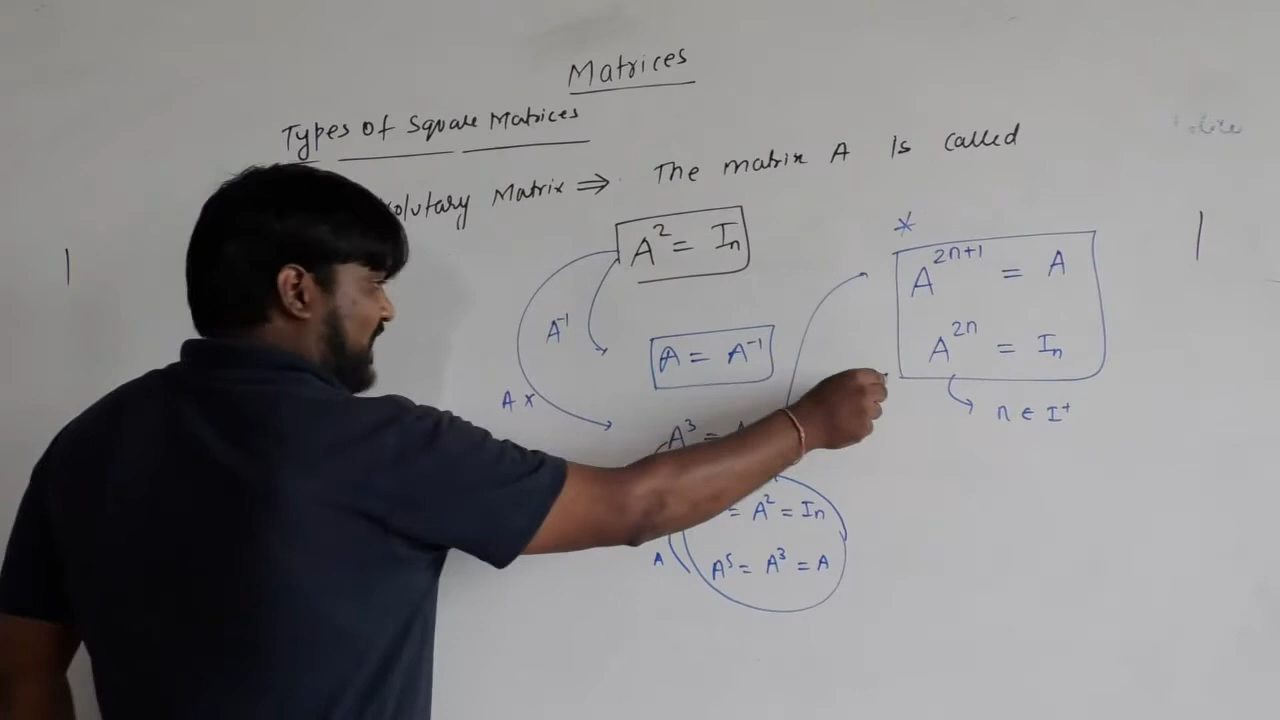 Matrices
Types of Square Matrices
Matrix ⇒ The matrix A is called
A² = Iₙ
*
A²ⁿ⁺¹ = A
A²ⁿ = Iₙ
n ∈ I⁺
A⁻¹
A = A⁻¹
A x
A³ =
= A² = Iₙ
A
A⁵ = A³ = A